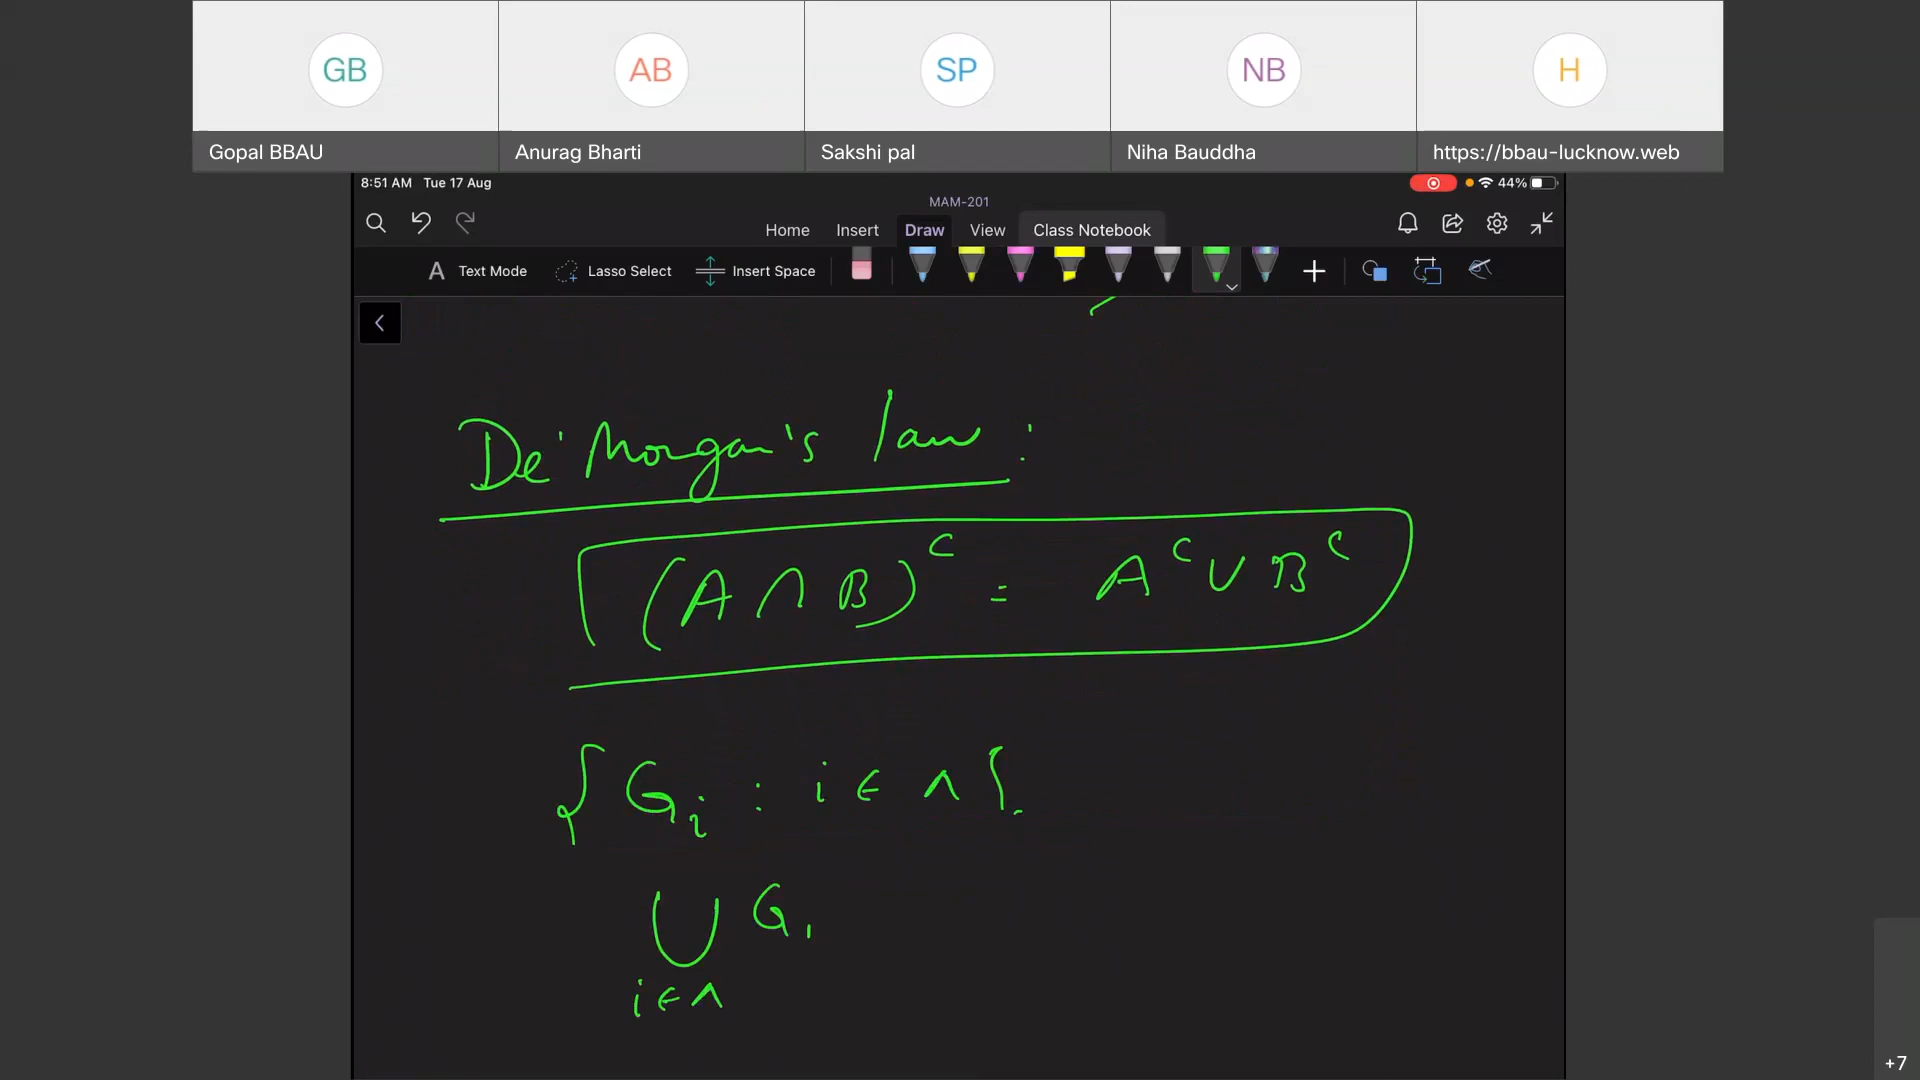 GB AB SP NB H
Gopal BBAU Anurag Bharti Sakshi pal Niha Bauddha https://bbau-lucknow.web
8:51 AM Tue 17 Aug 44%
MAM-201
Home Insert Draw View Class Notebook
A Text Mode Lasso Select Insert Space
De'Morgan's law :
(A ∩ B)^c = A^c ∪ B^c
{ G_i : i ∈ Λ }.
∪ G_i
i ∈ Λ
+7